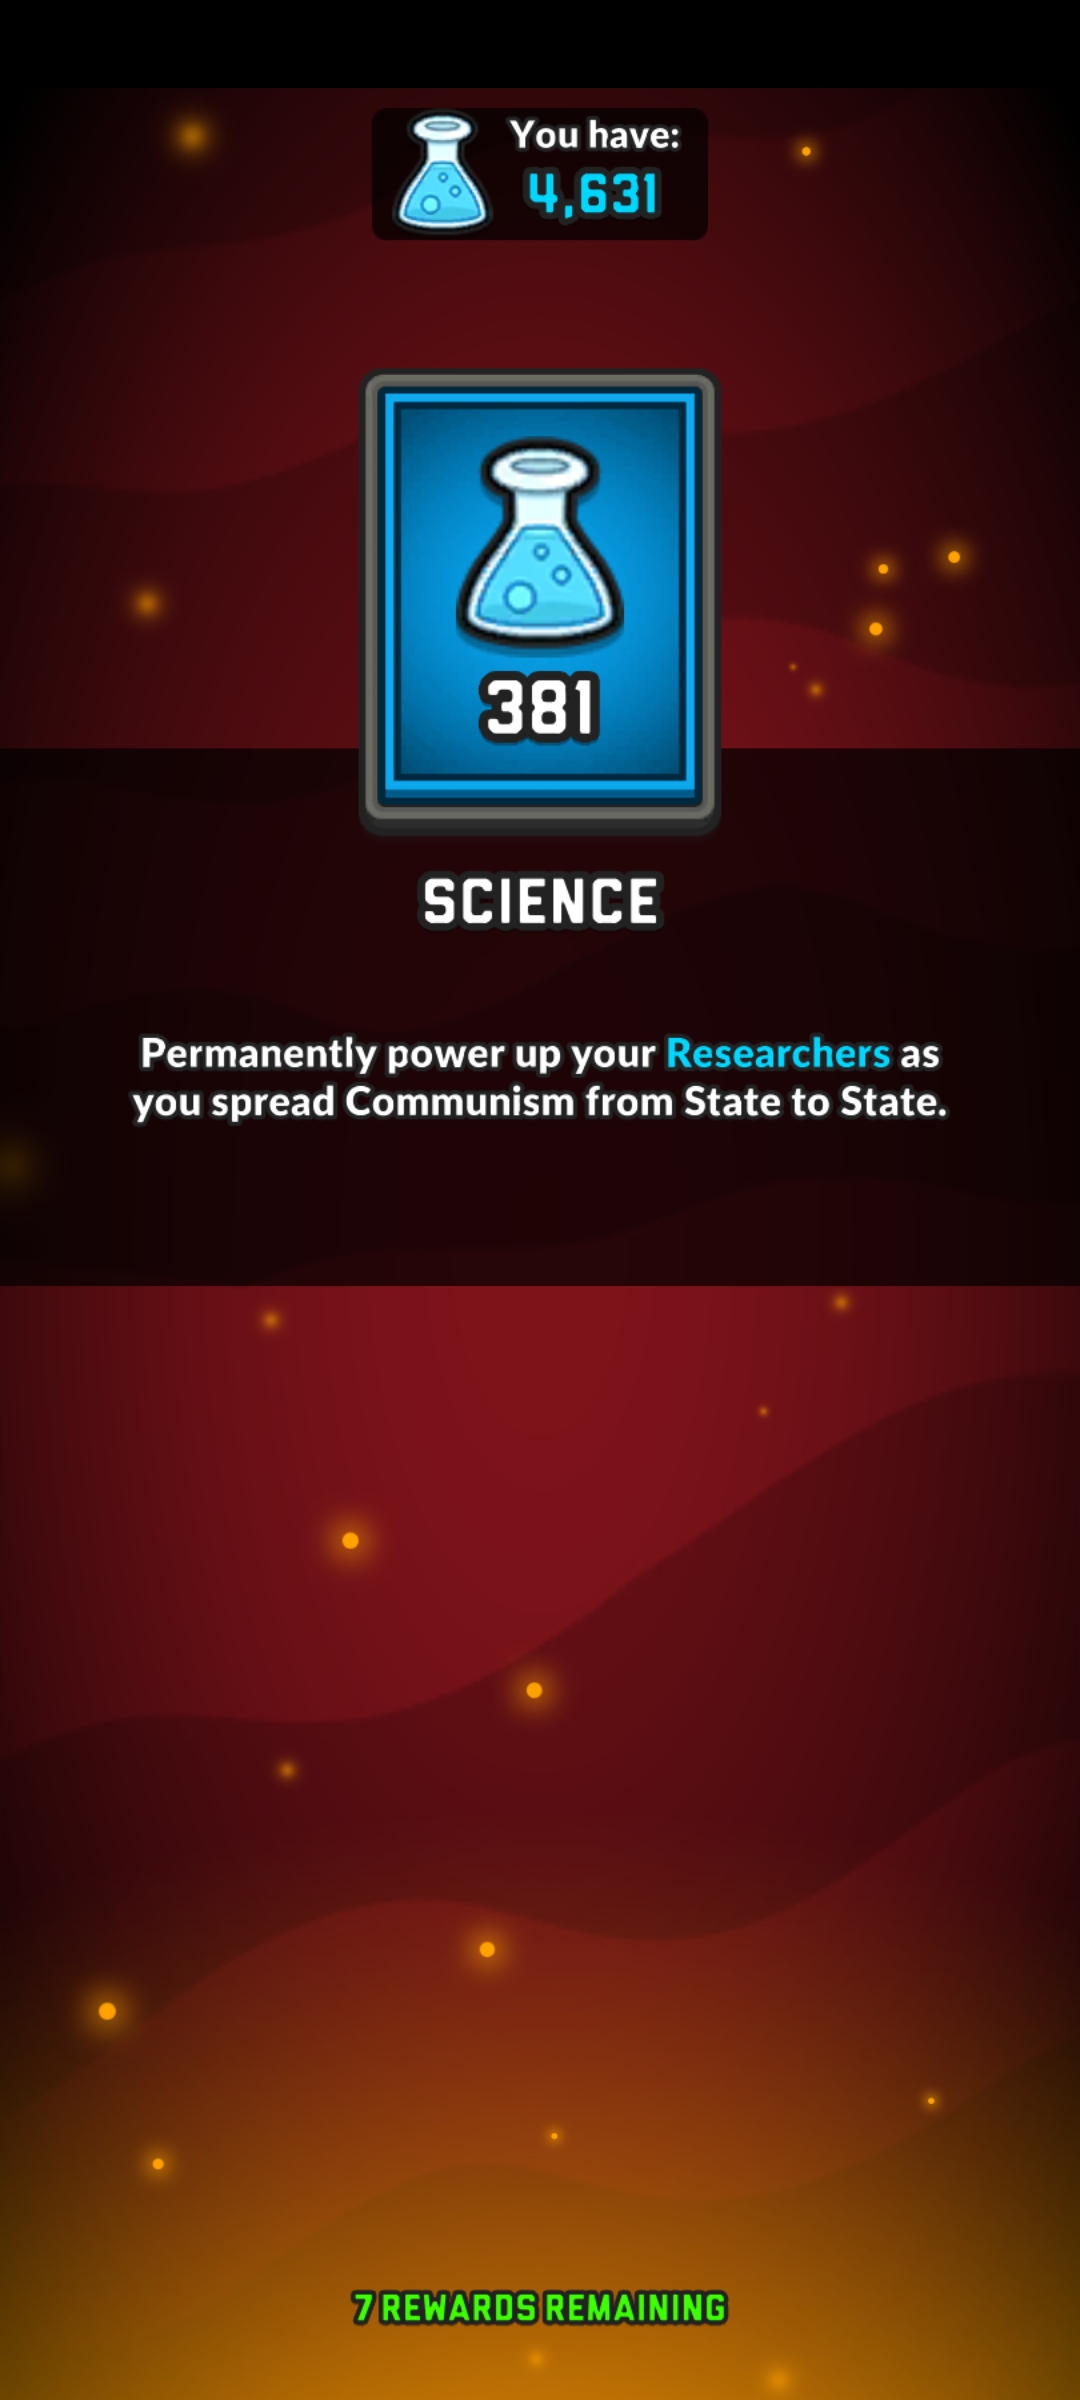 You have:
4,631
381
SCIENCE
Permanently power up your Researchers as
you spread Communism from State to State.
7 REWARDS REMAINING